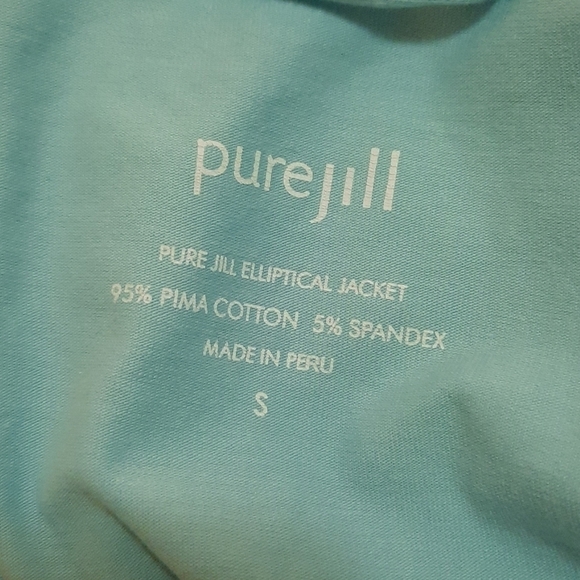 purejill
PURE JILL ELLIPTICAL JACKET
95% PIMA COTTON 5% SPANDEX
MADE IN PERU
S